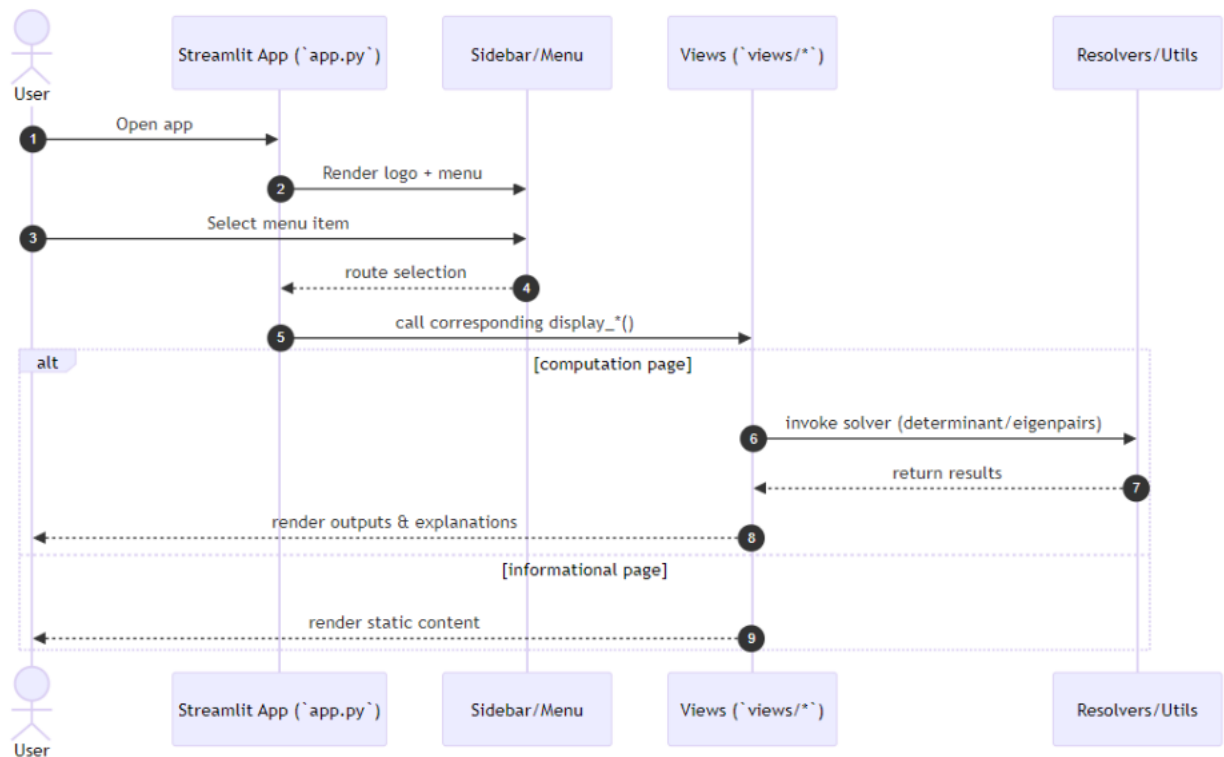 Streamlit App (`app.py`)
Sidebar/Menu
Views (`views/*`)
Resolvers/Utils
User
1
Open app
2
Render logo + menu
3
Select menu item
4
route selection
5
call corresponding display_*()
alt
[computation page]
6
invoke solver (determinant/eigenpairs)
7
return results
8
render outputs & explanations
[informational page]
9
render static content
Streamlit App (`app.py`)
Sidebar/Menu
Views (`views/*`)
Resolvers/Utils
User